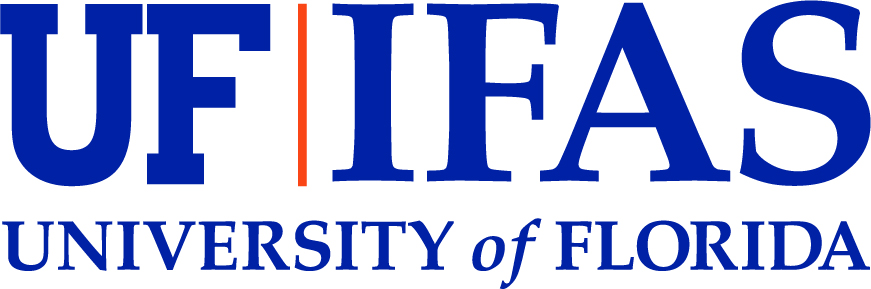 UF IFAS
UNIVERSITY of FLORIDA